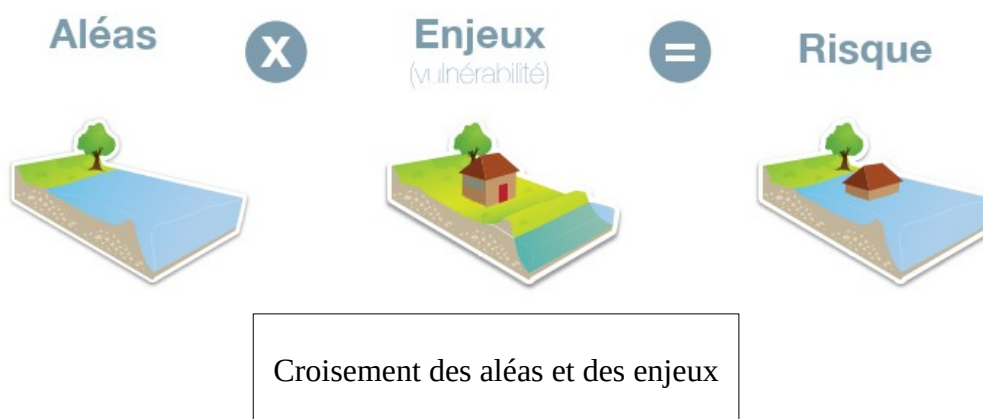 Aléas X Enjeux = Risque
(vulnérabilité)
Croisement des aléas et des enjeux